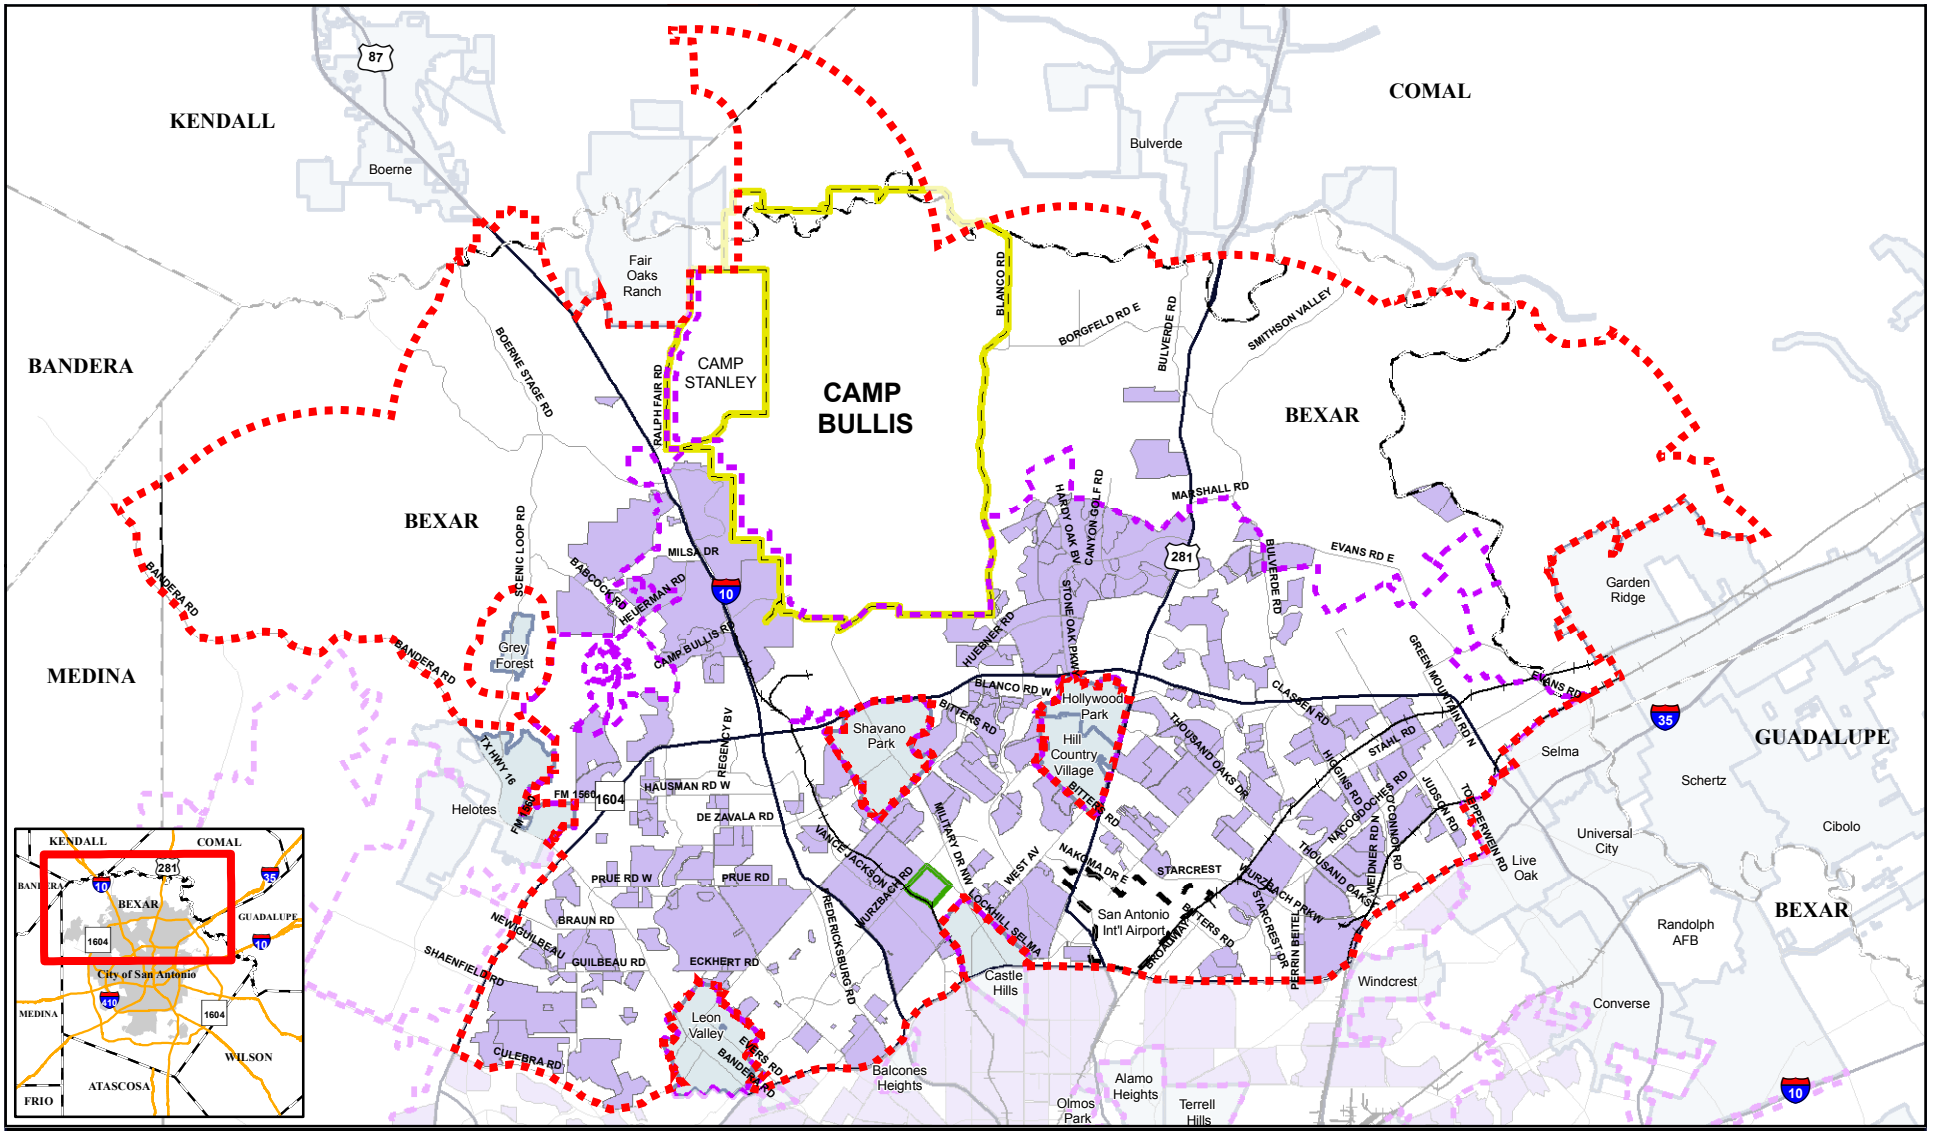 87
KENDALL
COMAL
Boerne
Bulverde
Fair
Oaks
Ranch
BLANCO RD
BULVERDE RD
BORGFELD RD E
SMITHSON VALLEY
BANDERA
BOERNE STAGE RD
RALPH FAIR RD
CAMP
STANLEY
CAMP
BULLIS
BEXAR
BEXAR
SCENIC LOOP RD
MILSA DR
BABCOCK RD
HEUERMAN RD
CAMP BULLIS RD
10
HARDY OAK BV
CANYON GOLF RD
MARSHALL RD
281
STONE OAK PKWY
BULVERDE RD
EVANS RD E
Garden
Ridge
BANDERA RD
BANDERA RD
Grey
Forest
MEDINA
HUEBNER RD
GREEN MOUNTAIN RD N
EVANS RD
35
GUADALUPE
BLANCO RD W
BITTERS RD
Shavano
Park
Hollywood
Park
Hill
Country
Village
BITTERS RD
THOUSAND OAKS DR
CLASSEN RD
HIGGINS RD
STAHL RD
NACOGDOCHES RD
O'CONNOR RD
JUDSON RD
TOEPPERWEIN RD
Selma
Schertz
Cibolo
Universal
City
Live
Oak
TX HWY 16
Helotes
FM 1560
FM 1560
1604
REGENCY BV
HAUSMAN RD W
DE ZAVALA RD
VANCE JACKSON
WURZBACH RD
MILITARY DR NW
WEST AV
LOCKHILL SELMA
NAKOMA DR E
STARCREST
WURZBACH PRKW
THOUSAND OAKS
WEIDNER RD N
STARCREST DR
PERRIN BEITEL
BITTERS RD
BROADWAY
San Antonio
Int'l Airport
Castle
Hills
PRUE RD W
PRUE RD
BRAUN RD
NEW GUILBEAU
GUILBEAU RD
SHAENFIELD RD
ECKHERT RD
FREDERICKSBURG RD
CULEBRA RD
Leon
Valley
EVERS RD
BANDERA RD
Balcones
Heights
Windcrest
Randolph
AFB
BEXAR
Converse
Alamo
Heights
Olmos
Park
Terrell
Hills
10
KENDALL
COMAL
281
35
10
BANDERA
BEXAR
GUADALUPE
1604
10
City of San Antonio
410
1604
MEDINA
WILSON
ATASCOSA
FRIO